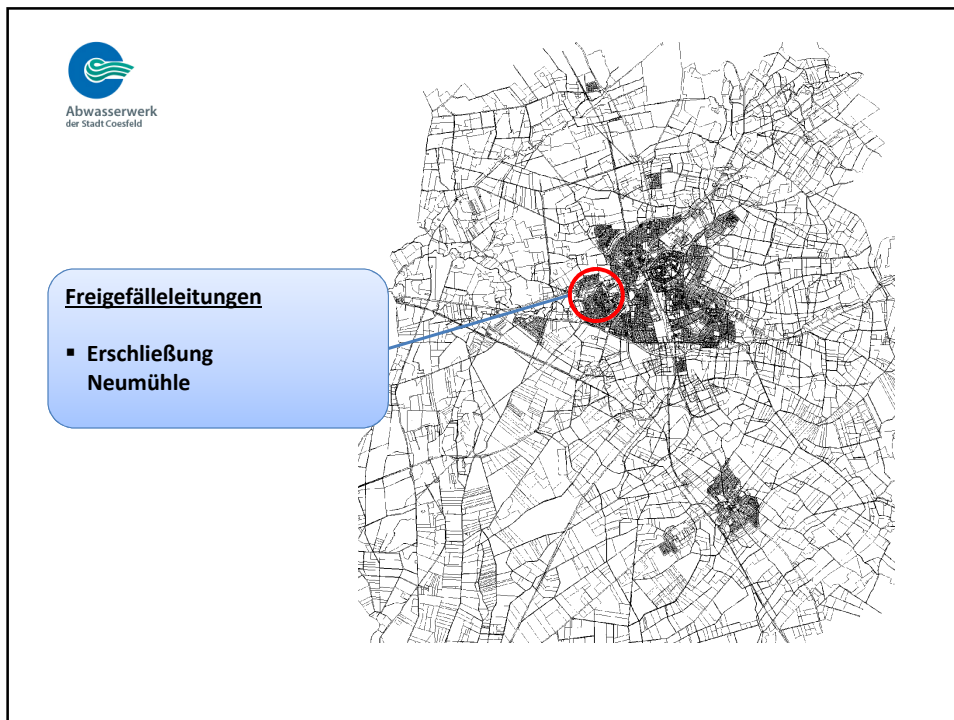 Abwasserwerk
der Stadt Coesfeld
Freigefälleleitungen
▪ Erschließung
Neumühle